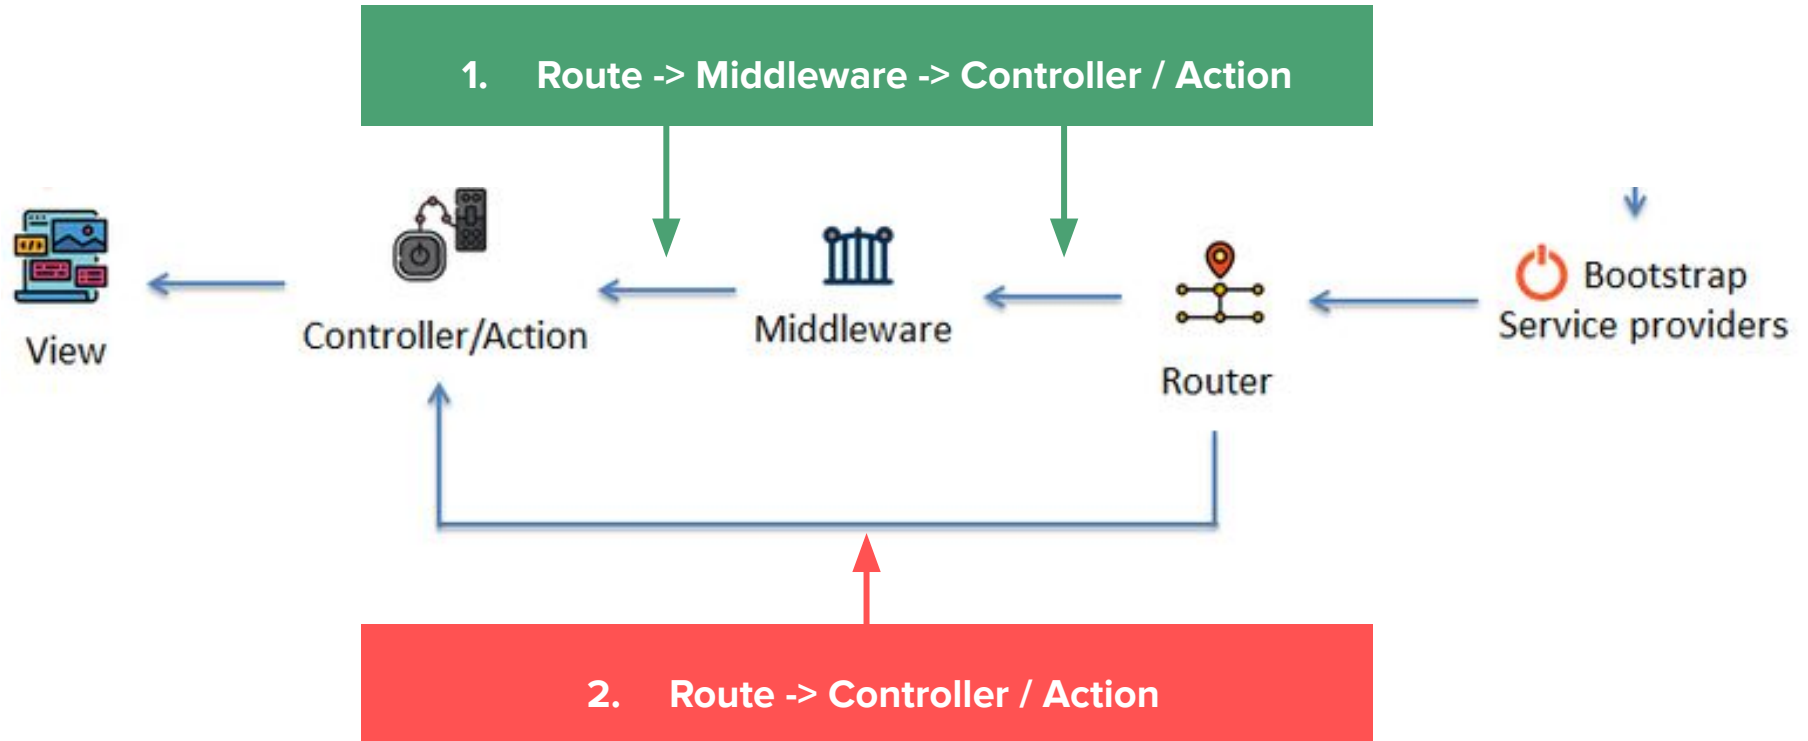 1. Route -> Middleware -> Controller / Action
View
Controller/Action
Middleware
Router
Bootstrap
Service providers
2. Route -> Controller / Action